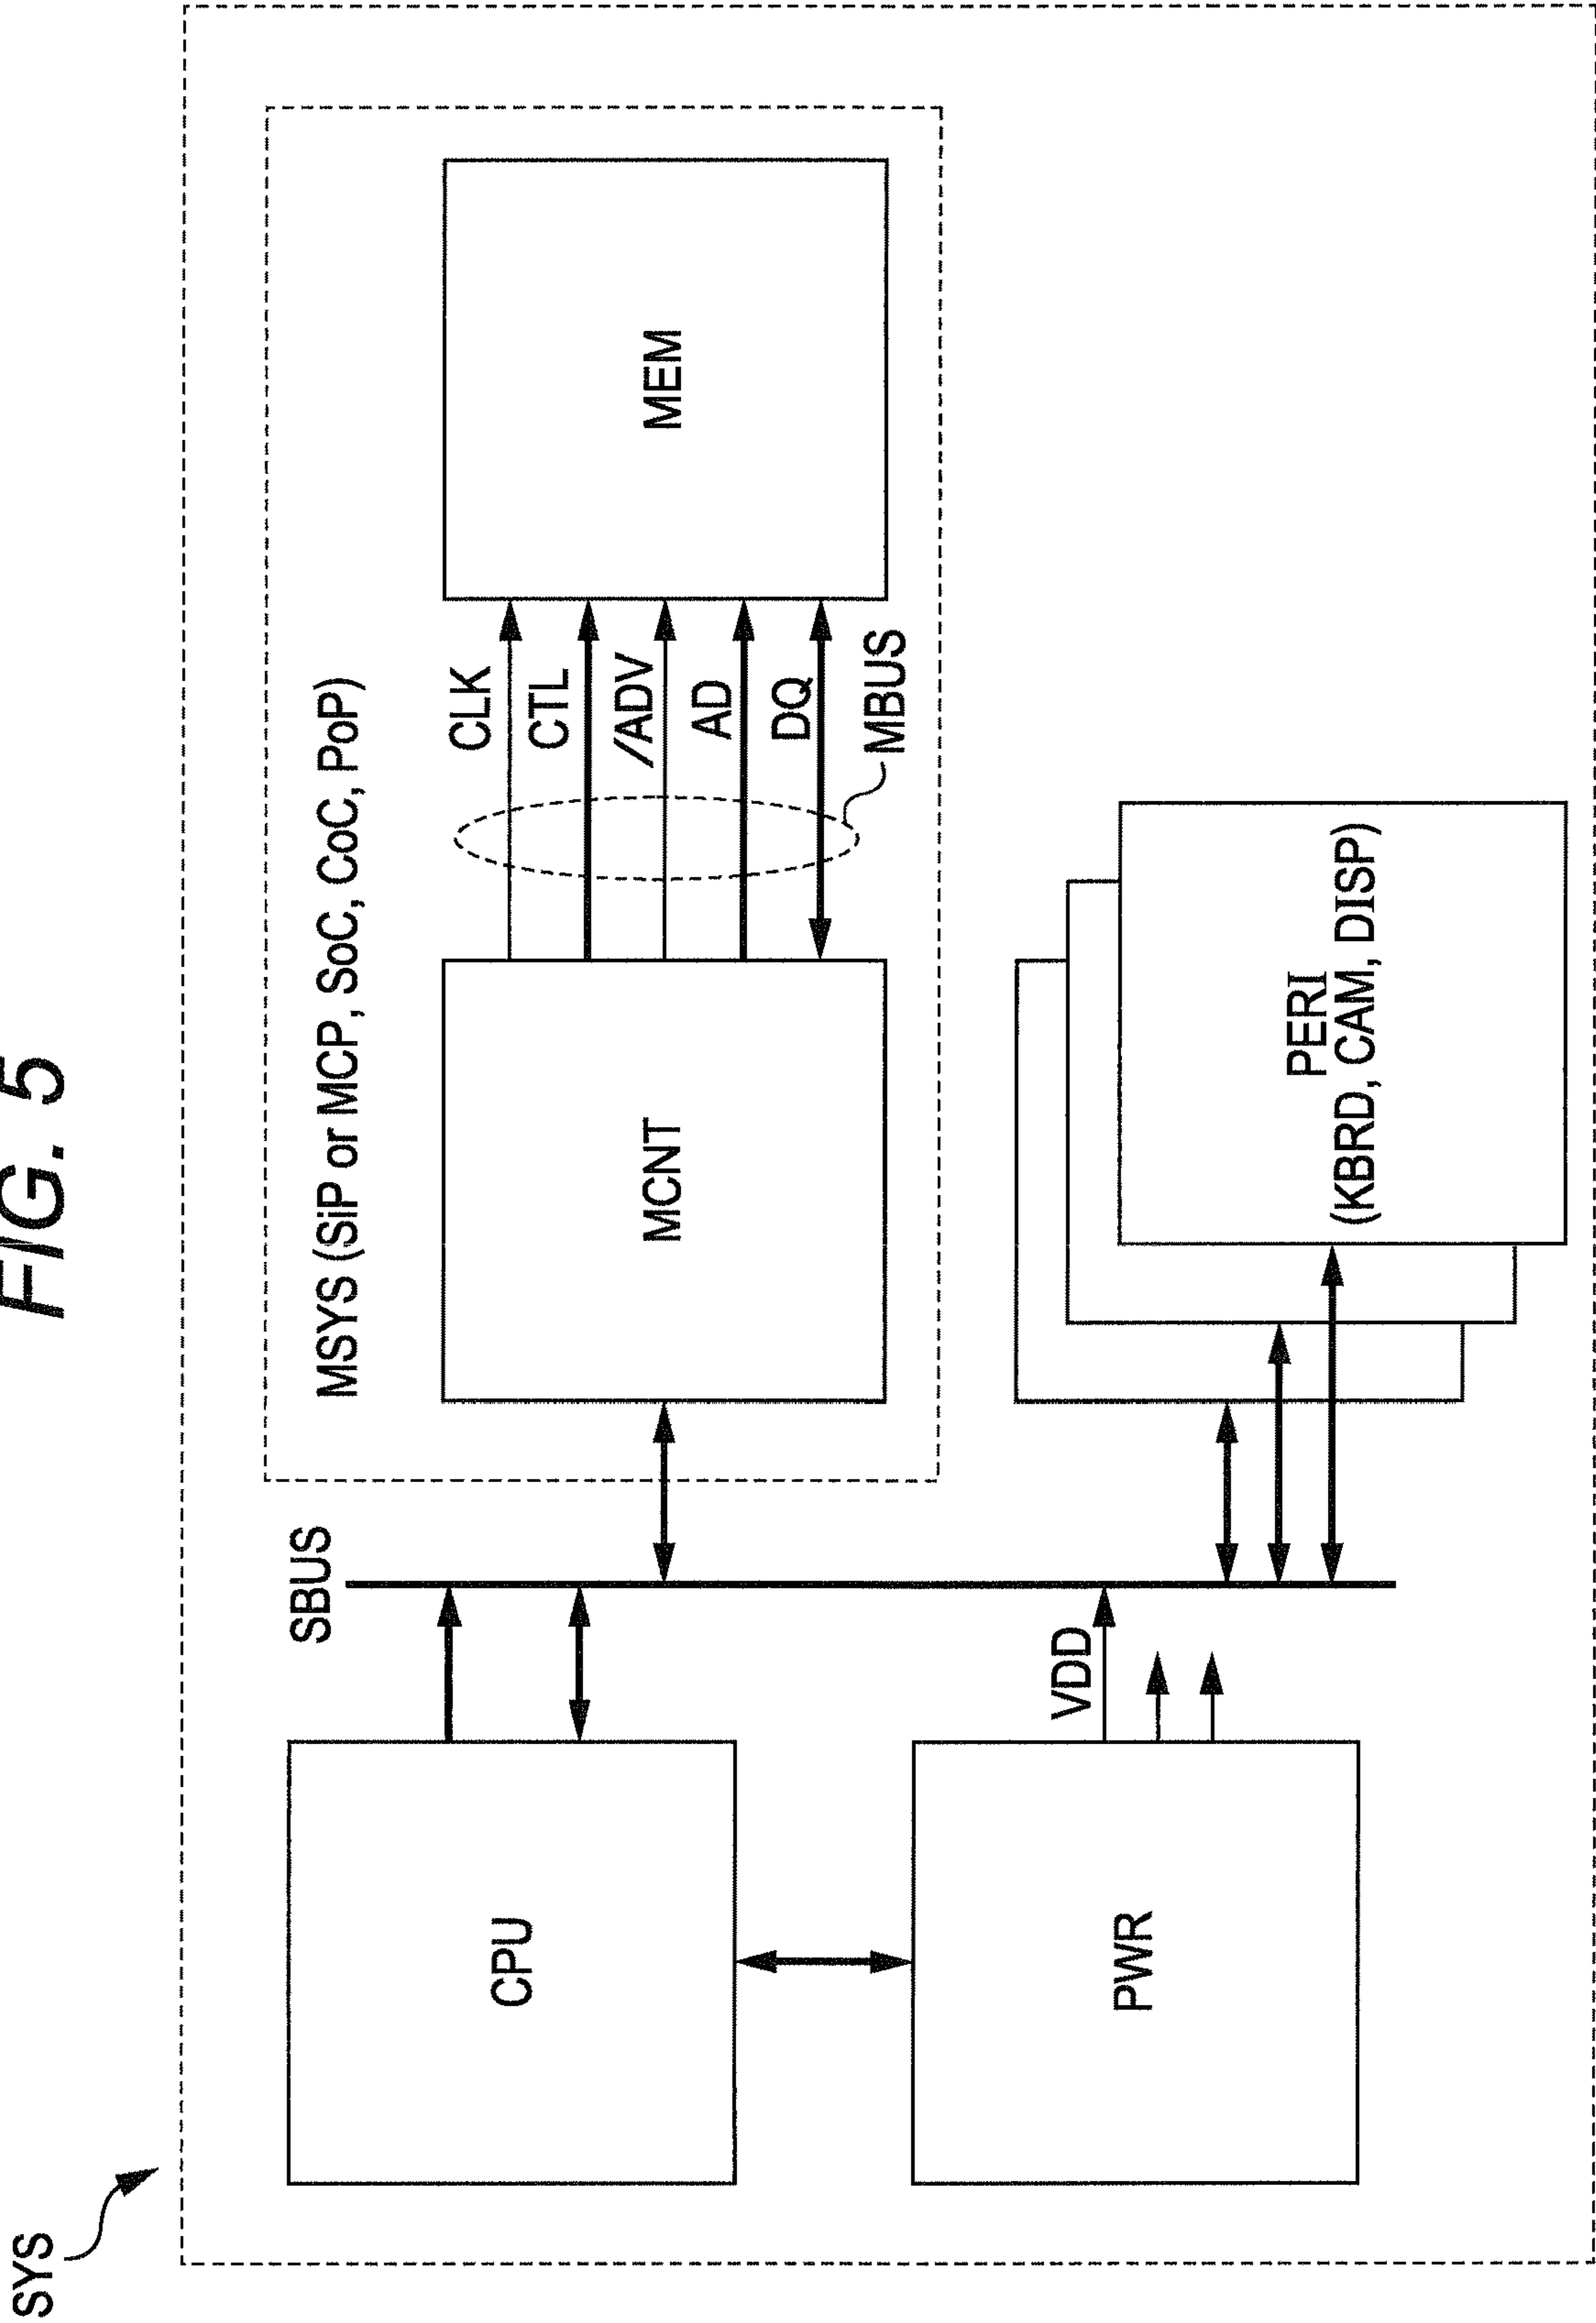 FIG. 5
SYS
MSYS (SiP or MCP, SoC, CoC, PoP)
SBUS
CPU
MCNT
CLK
CTL
/ADV
AD
DQ
MBUS
MEM
PWR
VDD
PERI
(KBRD, CAM, DISP)